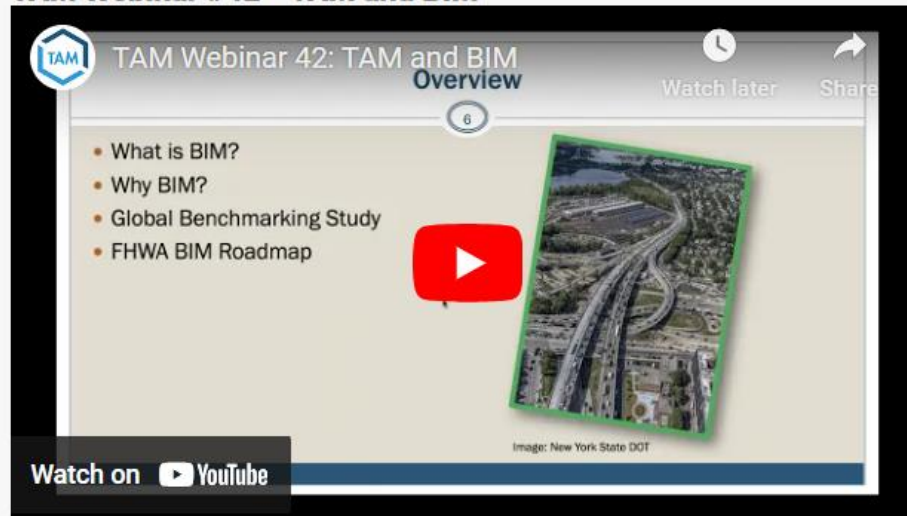 TAM
TAM Webinar 42: TAM and BIM
Watch later
Share
Overview
6
• What is BIM?
• Why BIM?
• Global Benchmarking Study
• FHWA BIM Roadmap
Image: New York State DOT
Watch on YouTube